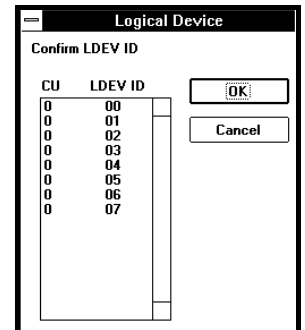 Logical Device
Confirm LDEV ID
CU LDEV ID
0 00
0 01
0 02
0 03
0 04
0 05
0 06
0 07
OK
Cancel